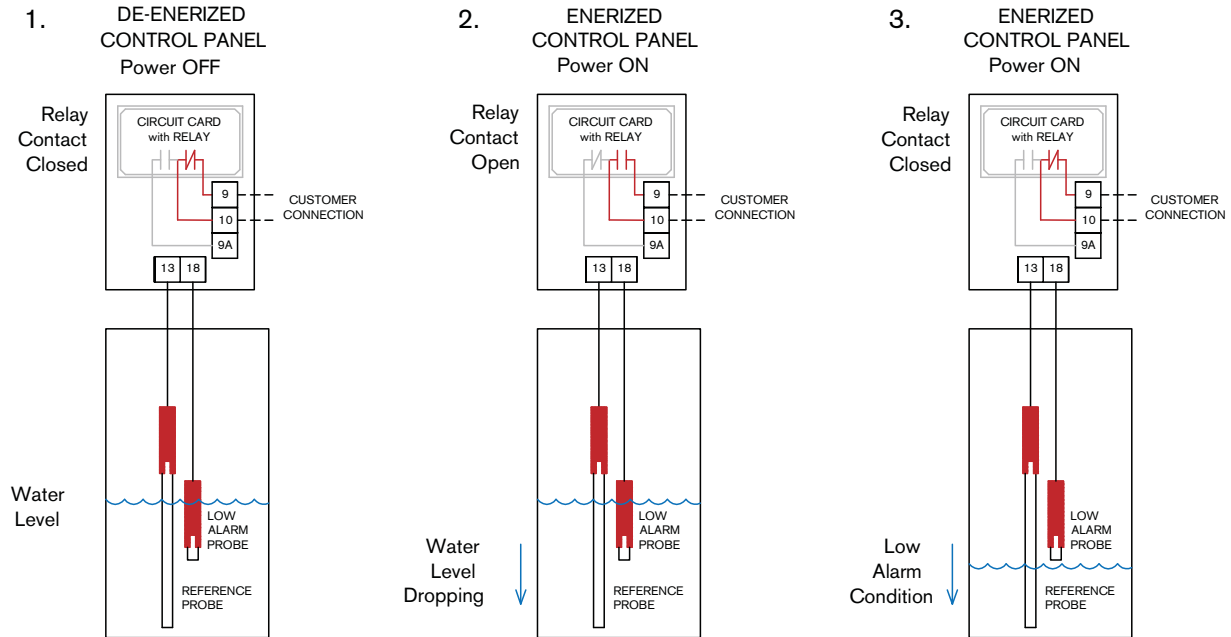 1.
DE-ENERIZED
CONTROL PANEL
Power OFF
Relay
Contact
Closed
CIRCUIT CARD
with RELAY
9
10
9A
CUSTOMER
CONNECTION
13 18
Water
Level
LOW
ALARM
PROBE
REFERENCE
PROBE
2.
ENERIZED
CONTROL PANEL
Power ON
Relay
Contact
Open
CIRCUIT CARD
with RELAY
9
10
9A
CUSTOMER
CONNECTION
13 18
Water
Level
Dropping
LOW
ALARM
PROBE
REFERENCE
PROBE
3.
ENERIZED
CONTROL PANEL
Power ON
Relay
Contact
Closed
CIRCUIT CARD
with RELAY
9
10
9A
CUSTOMER
CONNECTION
13 18
Low
Alarm
Condition
LOW
ALARM
PROBE
REFERENCE
PROBE